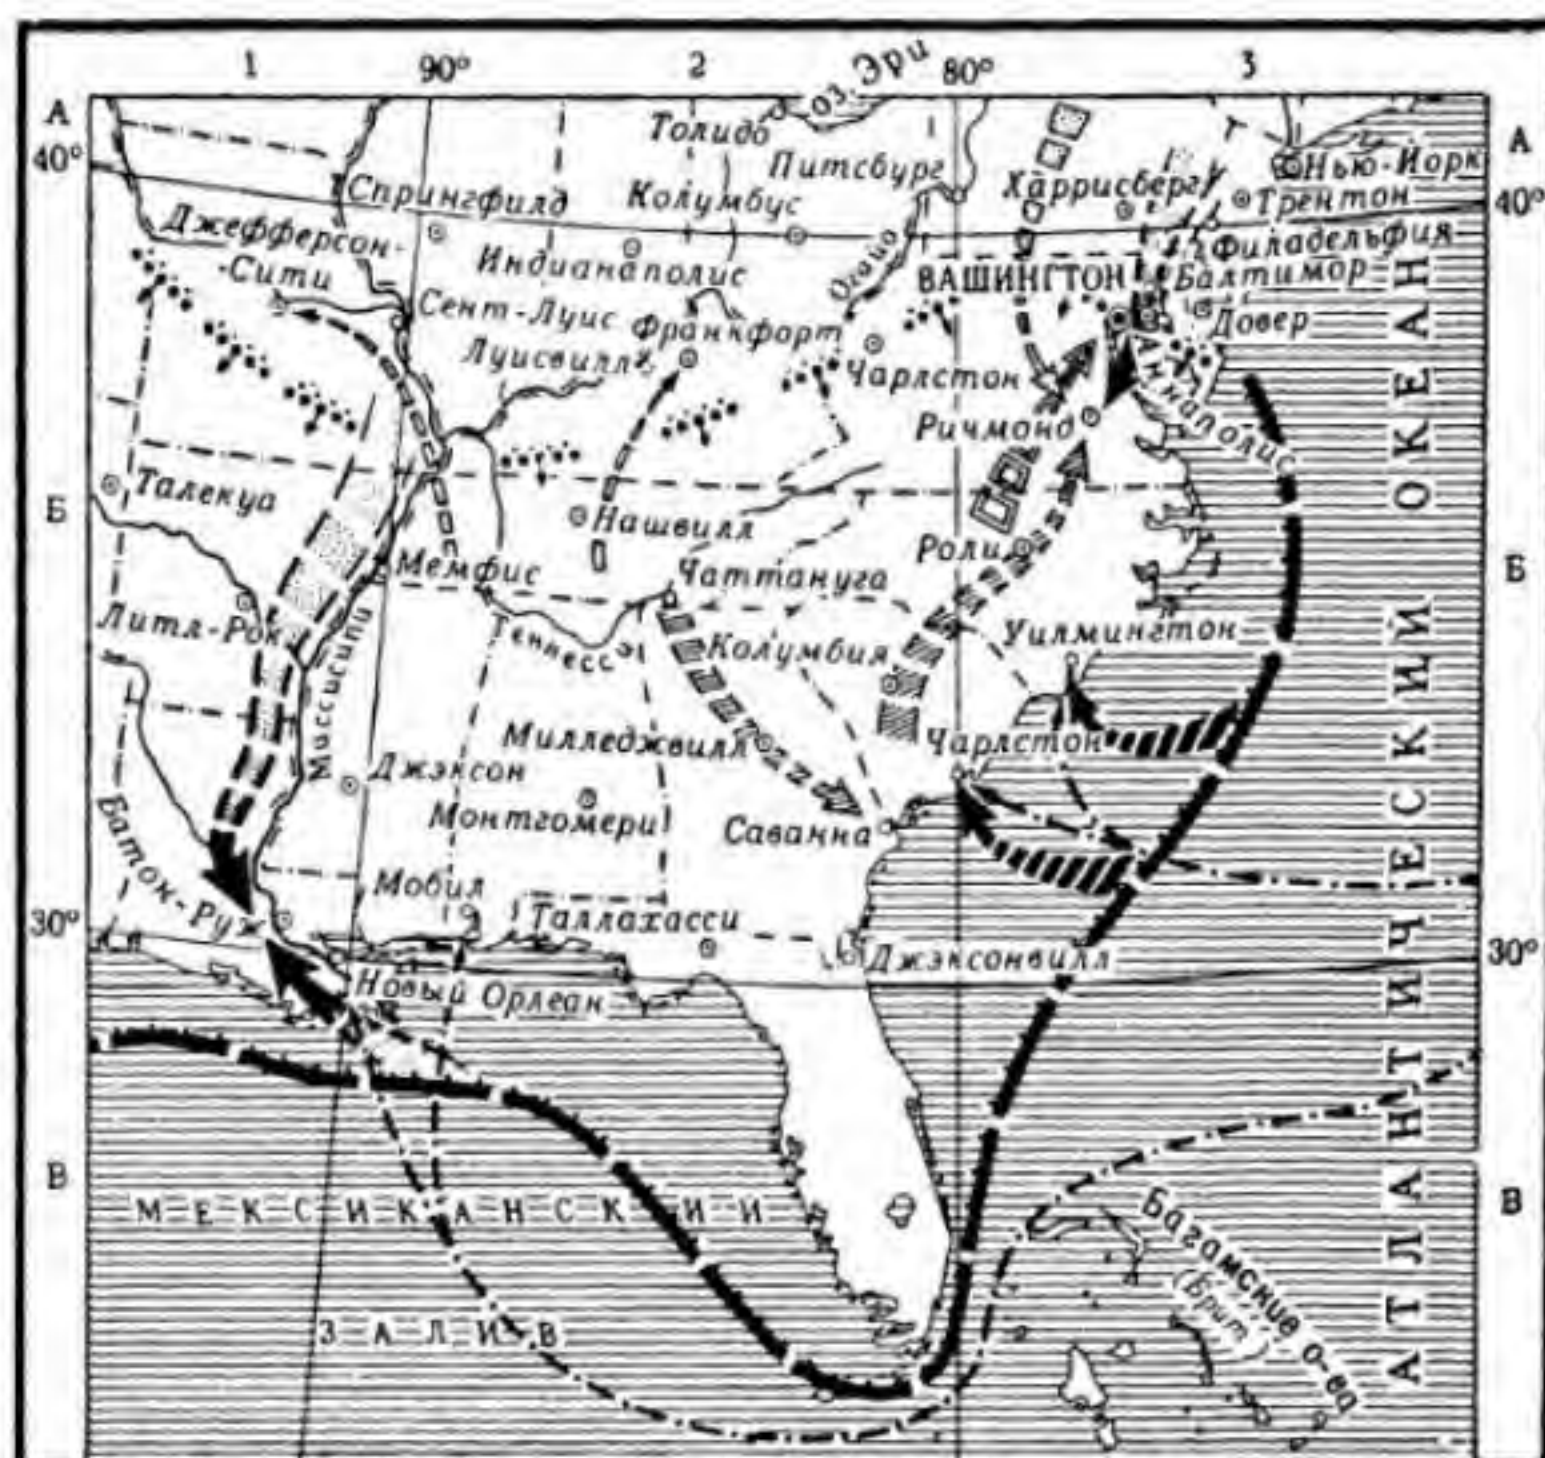 1 90° 2 80° 3
оз. Эри
А
А
40°
40°
Толидо
Питсбург
Нью-Йорк
Харрисберг
Трентон
Спрингфилд
Колумбус
Джефферсон-
-Сити
Филадельфия
Индианаполис
Огайо
ВАШИНГТОН
Балтимор
Сент-Луис
Франкфорт
Довер
Луисвилл
Чарлстон
Аннаполис
Ричмонд
Талекуа
Б
Б
Нашвилл
Роли
Мемфис
Чаттануга
Литл-Рок
Теннесси
Колумбия
Уилмингтон
Миссисипи
Милледжвилл
Чарлстон
Джэксон
Монтгомери
Саванна
Батон-Руж
Мобил
30°
30°
Таллахасси
Джэксонвилл
Новый Орлеан
АТЛАНТИЧЕСКИЙ ОКЕАН
В
В
МЕКСИКАНСКИЙ
ЗАЛИВ
Багамские о-ва
(Брит.)